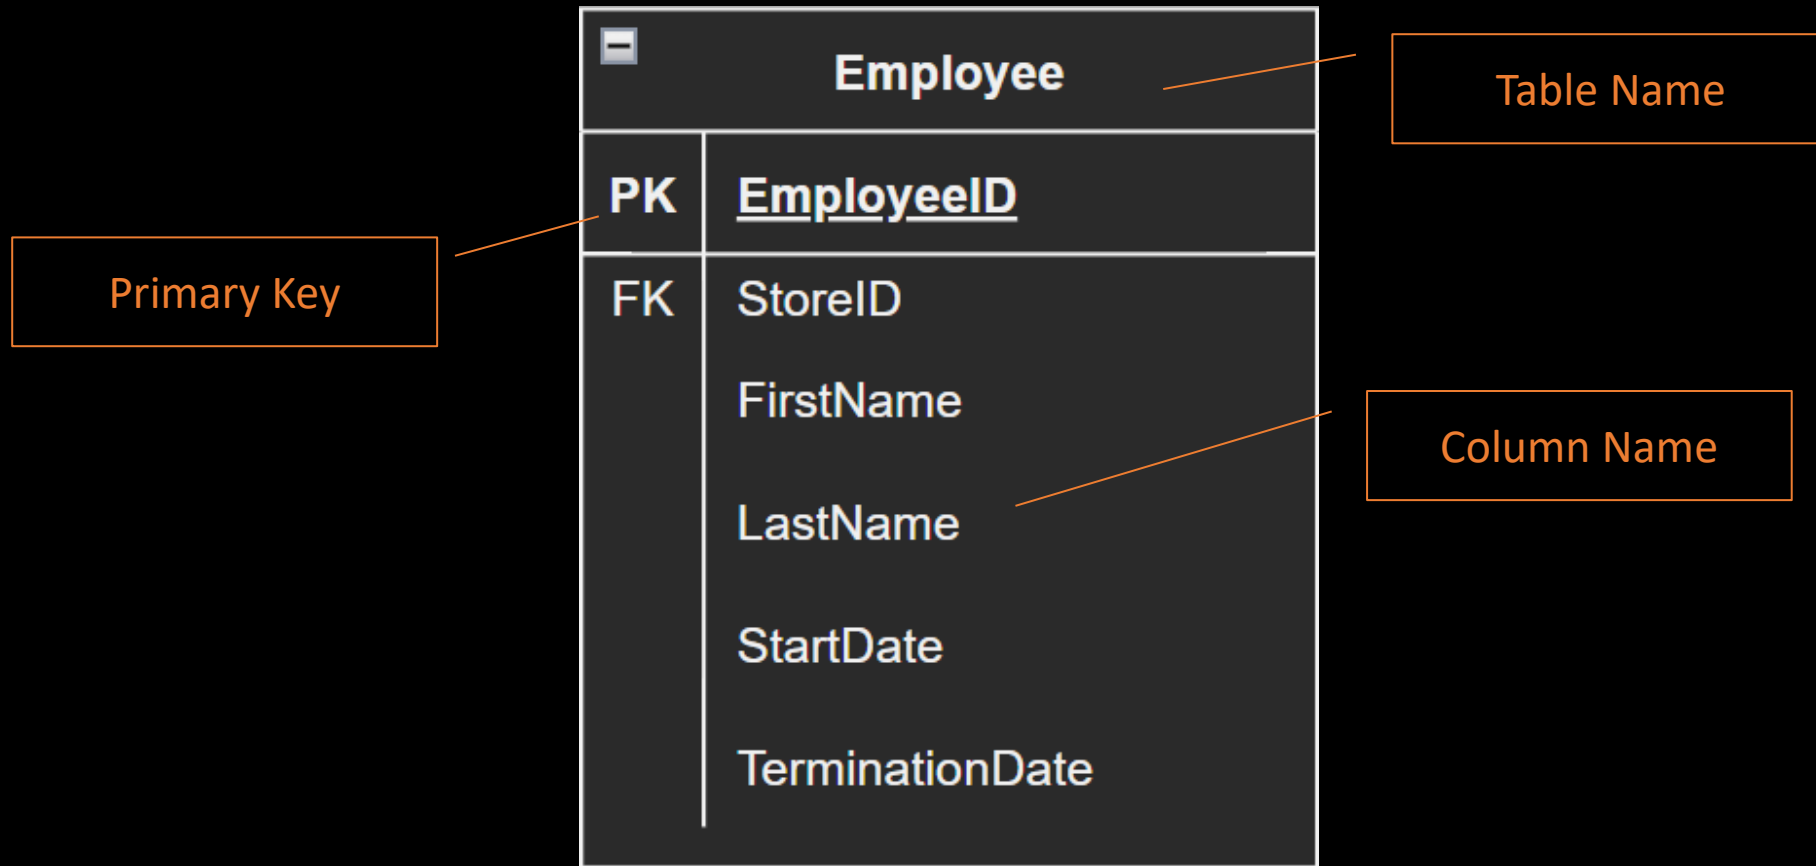 Employee
Table Name
PK EmployeeID
Primary Key
FK StoreID
FirstName
Column Name
LastName
StartDate
TerminationDate